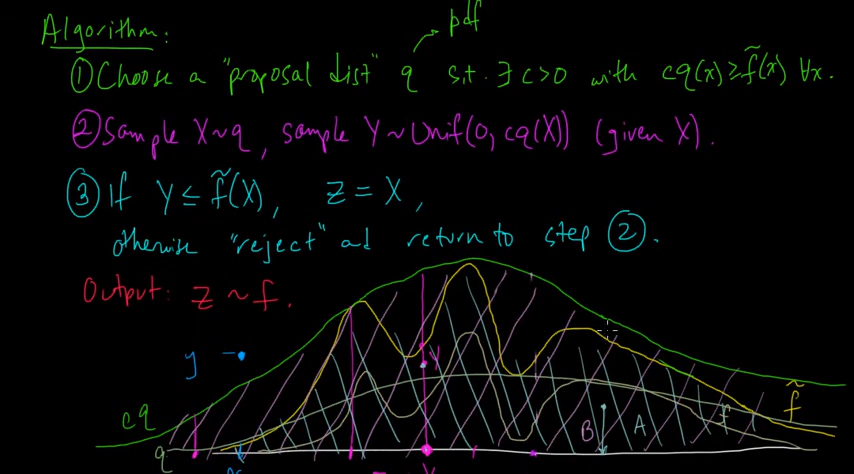 Algorithm:
pdf
① Choose a "proposal dist" q s.t. ∃ c>0 with cq(x) ≥ f̃(x) ∀x.
② Sample X~q, sample Y ~ Unif(0, cq(X)) (given X).
③ If Y ≤ f̃(X), Z = X,
otherwise "reject" ad return to step ②.
Output: Z ~ f.
y
Y
f̃
cq
B
A
f
q